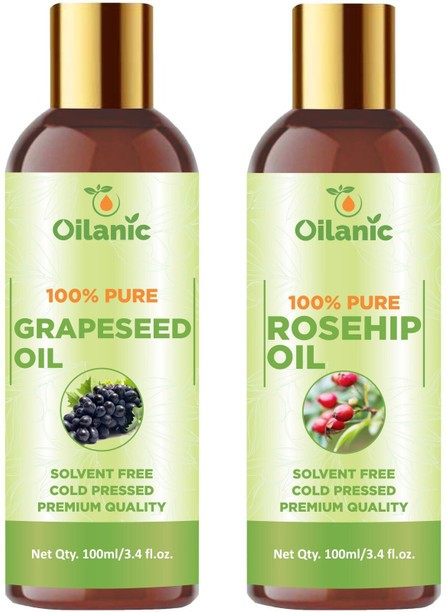 Oilanic
100% PURE
GRAPESEED
OIL
SOLVENT FREE
COLD PRESSED
PREMIUM QUALITY
Net Qty. 100ml/3.4 fl.oz.
Oilanic
100% PURE
ROSEHIP
OIL
SOLVENT FREE
COLD PRESSED
PREMIUM QUALITY
Net Qty. 100ml/3.4 fl.oz.